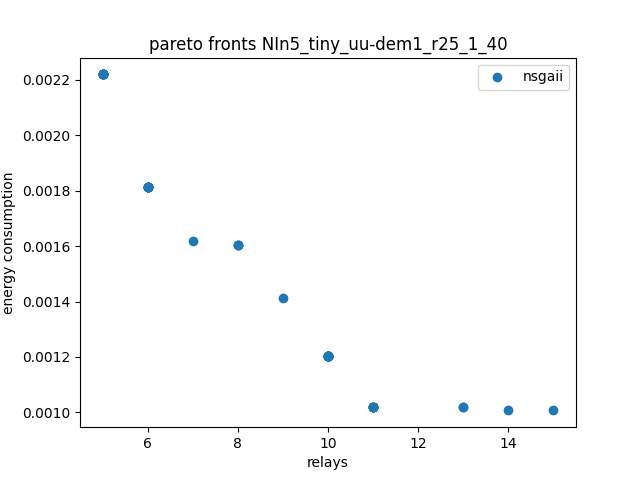 pareto fronts NIn5_tiny_uu-dem1_r25_1_40
nsgaii
0.0022
0.0020
0.0018
0.0016
0.0014
0.0012
0.0010
energy consumption
6 8 10 12 14
relays